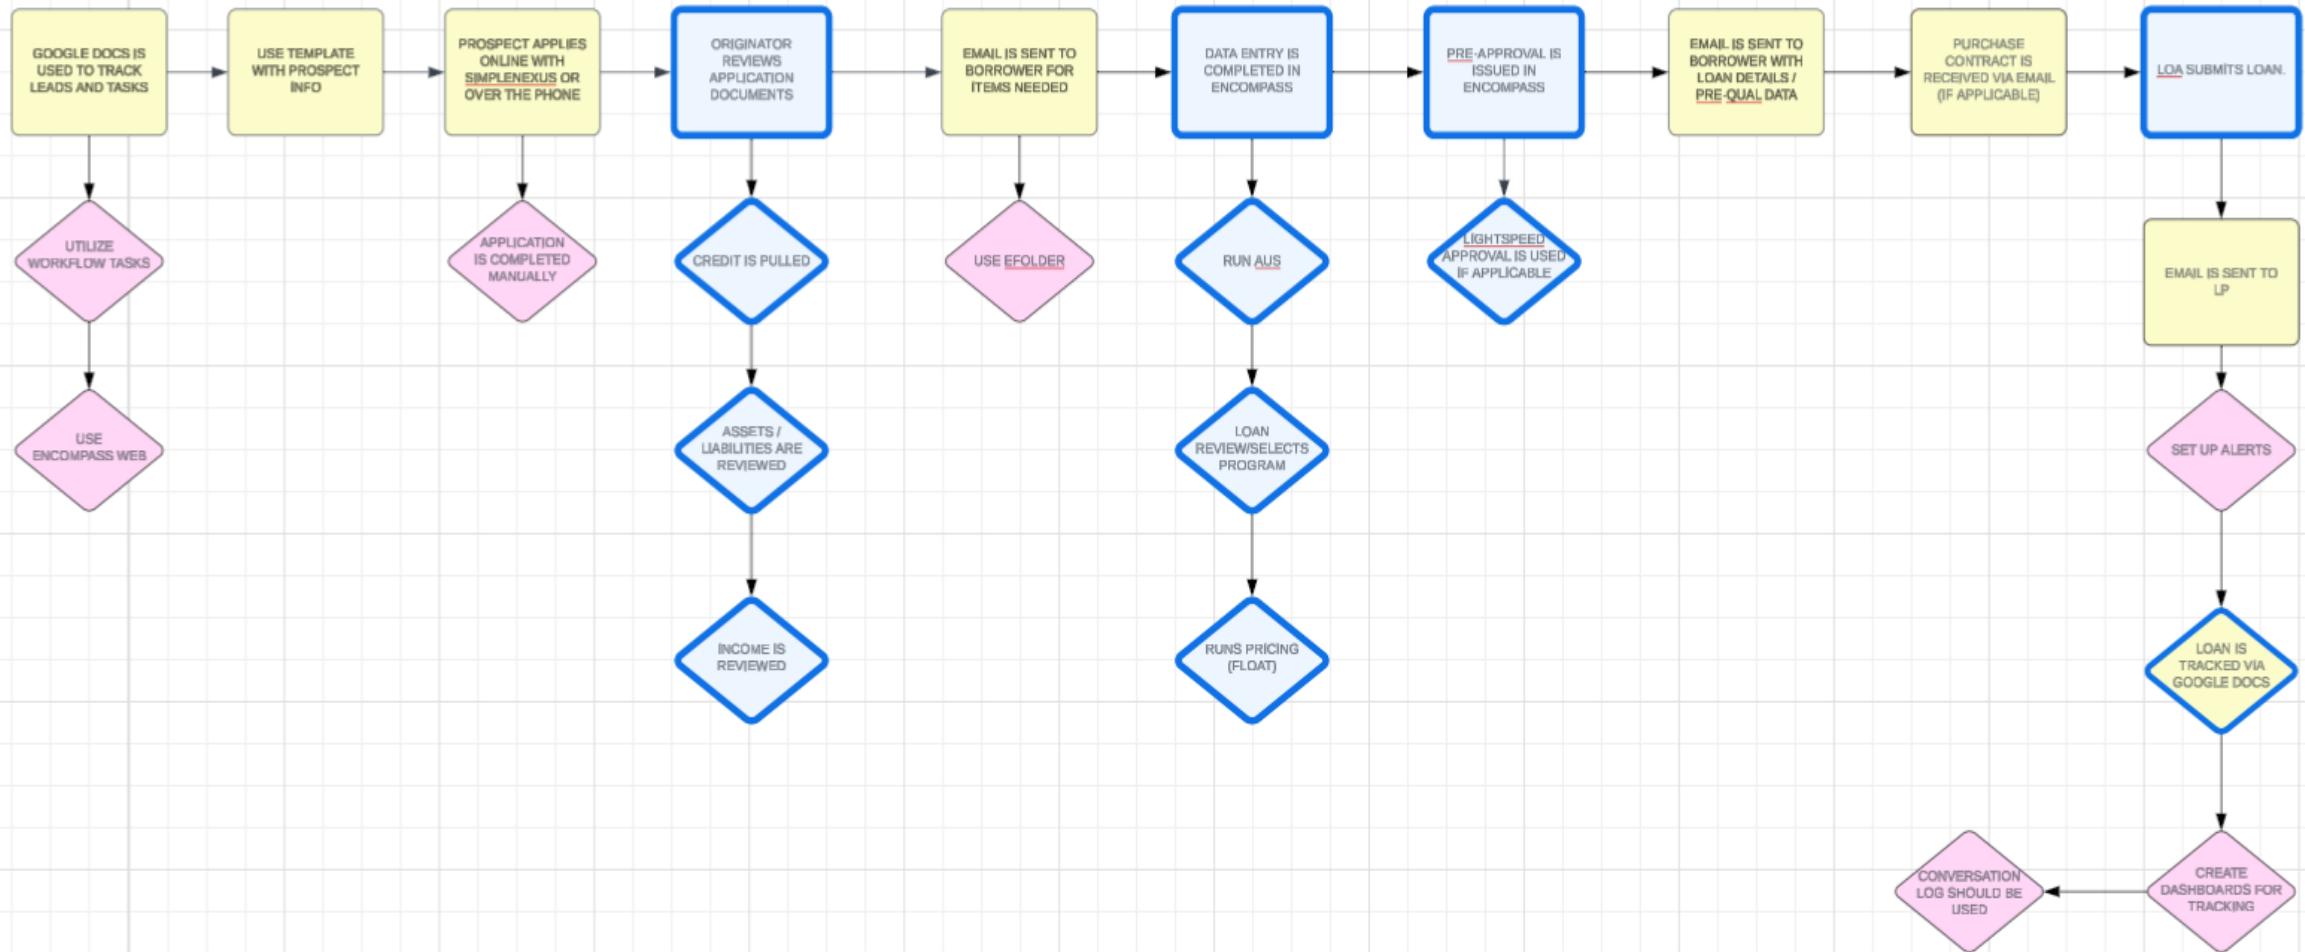 GOOGLE DOCS IS
USED TO TRACK
LEADS AND TASKS
USE TEMPLATE
WITH PROSPECT
INFO
PROSPECT APPLIES
ONLINE WITH
SIMPLENEXUS OR
OVER THE PHONE
ORIGINATOR
REVIEWS
APPLICATION
DOCUMENTS
EMAIL IS SENT TO
BORROWER FOR
ITEMS NEEDED
DATA ENTRY IS
COMPLETED IN
ENCOMPASS
PRE-APPROVAL IS
ISSUED IN
ENCOMPASS
EMAIL IS SENT TO
BORROWER WITH
LOAN DETAILS /
PRE-QUAL DATA
PURCHASE
CONTRACT IS
RECEIVED VIA EMAIL
(IF APPLICABLE)
LOA SUBMITS LOAN.
UTILIZE
WORKFLOW TASKS
APPLICATION
IS COMPLETED
MANUALLY
CREDIT IS PULLED
USE EFOLDER
RUN AUS
LIGHTSPEED
APPROVAL IS USED
IF APPLICABLE
EMAIL IS SENT TO
LP
USE
ENCOMPASS WEB
ASSETS /
LIABILITIES ARE
REVIEWED
LOAN
REVIEW/SELECTS
PROGRAM
SET UP ALERTS
INCOME IS
REVIEWED
RUNS PRICING
(FLOAT)
LOAN IS
TRACKED VIA
GOOGLE DOCS
CONVERSATION
LOG SHOULD BE
USED
CREATE
DASHBOARDS FOR
TRACKING